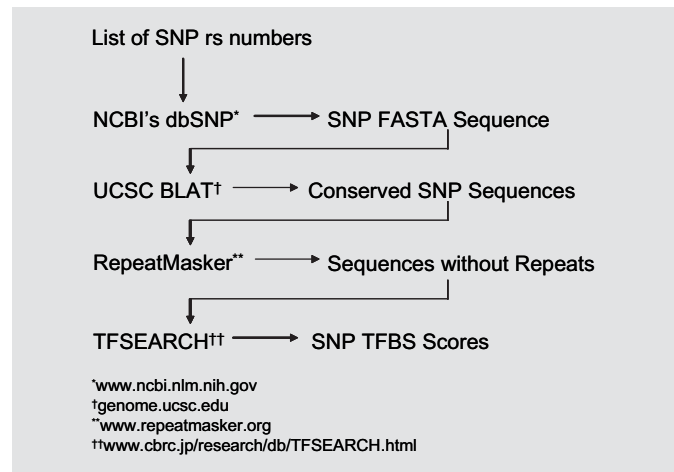 List of SNP rs numbers
NCBI's dbSNP* SNP FASTA Sequence
UCSC BLAT† Conserved SNP Sequences
RepeatMasker** Sequences without Repeats
TFSEARCH†† SNP TFBS Scores
*www.ncbi.nlm.nih.gov
†genome.ucsc.edu
**www.repeatmasker.org
††www.cbrc.jp/research/db/TFSEARCH.html